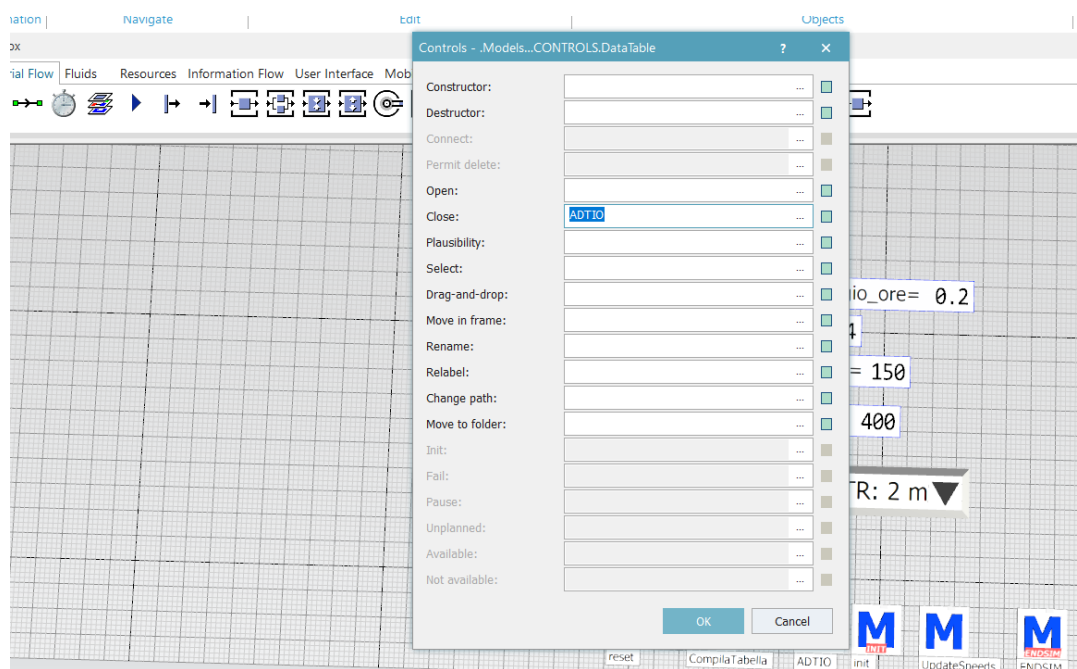 Navigate
Edit
Objects
Controls - .Models...CONTROLS.DataTable ? ×
Flow Fluids Resources Information Flow User Interface
Constructor: ...
Destructor: ...
Connect: ...
Permit delete: ...
Open: ...
Close: ADTIO ...
Plausibility: ...
Select: ...
Drag-and-drop: ...
Move in frame: ...
Rename: ...
Relabel: ...
Change path: ...
Move to folder: ...
Init: ...
Fail: ...
Pause: ...
Unplanned: ...
Available: ...
Not available: ...
OK Cancel
io_ore= 0.2
4
= 150
400
TR: 2 m
M INIT
M
M ENDSIM
reset
CompilaTabella
ADTIO
init
UpdateSpeeds
ENDSIM